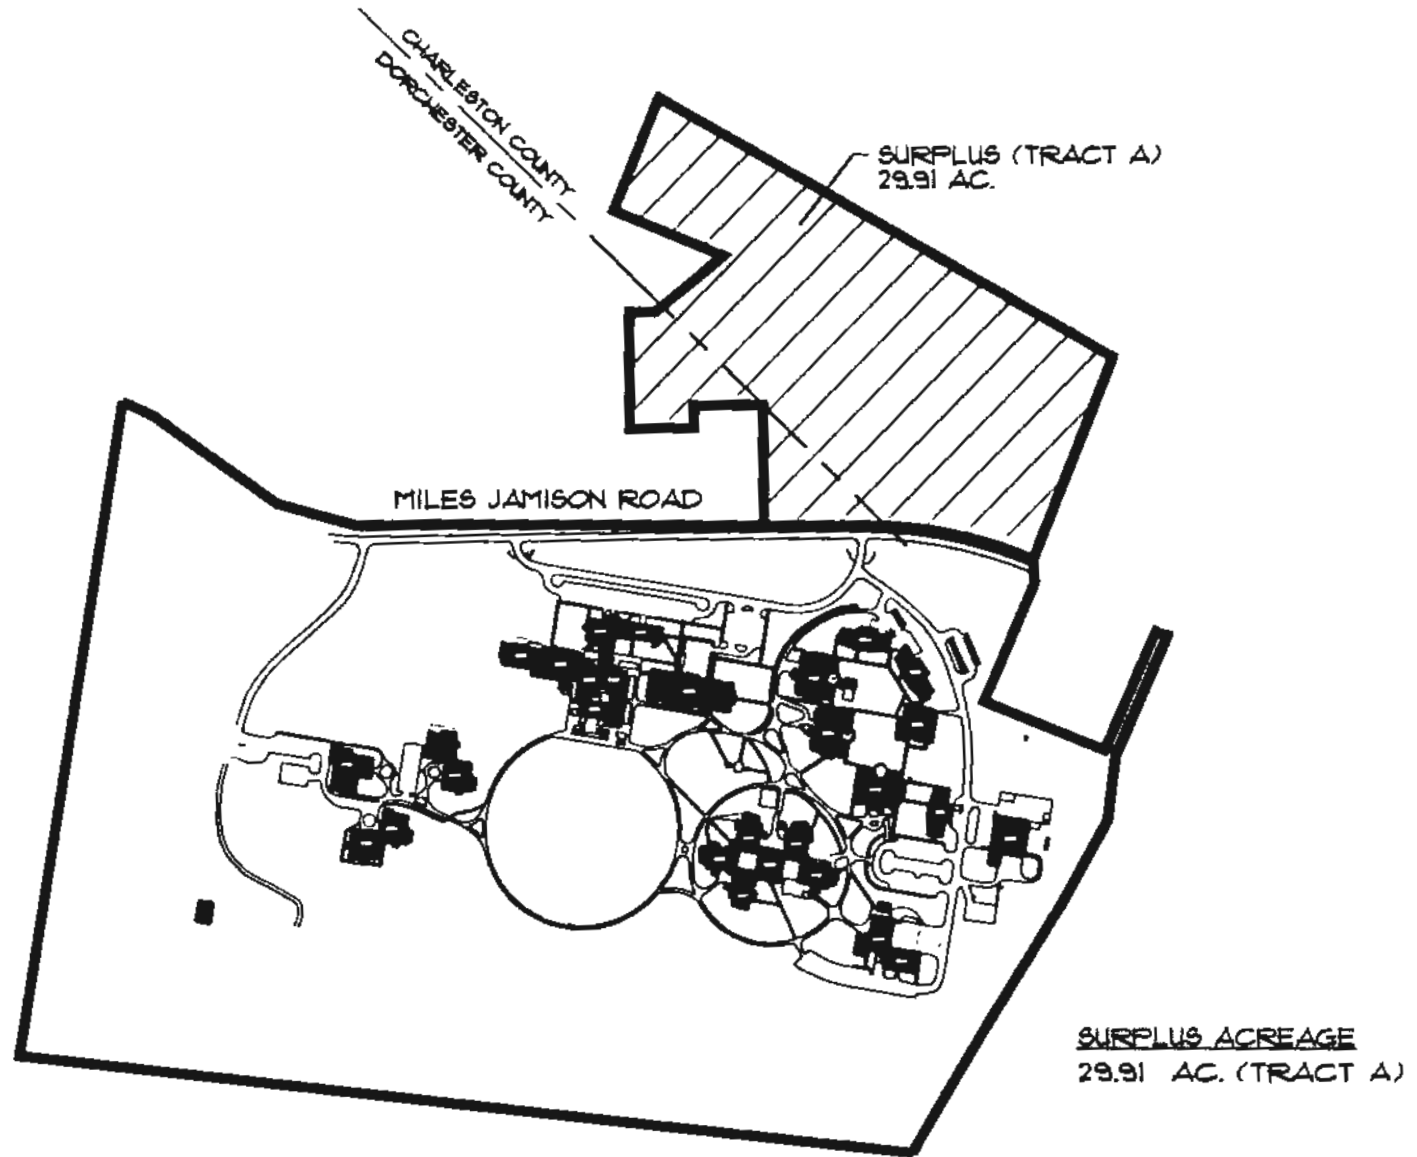 CHARLESTON COUNTY
DORCHESTER COUNTY
SURPLUS (TRACT A)
29.91 AC.
MILES JAMISON ROAD
SURPLUS ACREAGE
29.91 AC. (TRACT A)